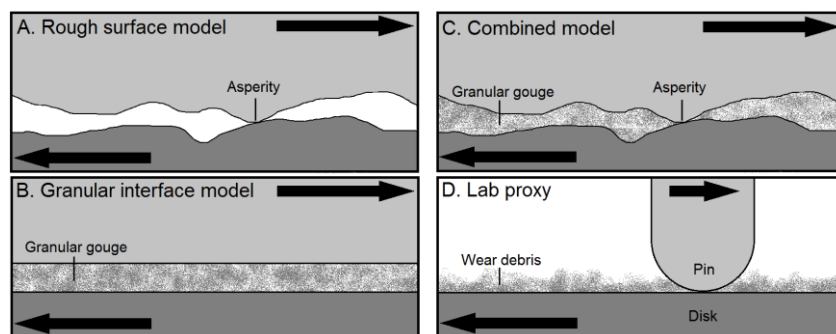 A. Rough surface model
Asperity
B. Granular interface model
Granular gouge
C. Combined model
Granular gouge
Asperity
D. Lab proxy
Wear debris
Pin
Disk